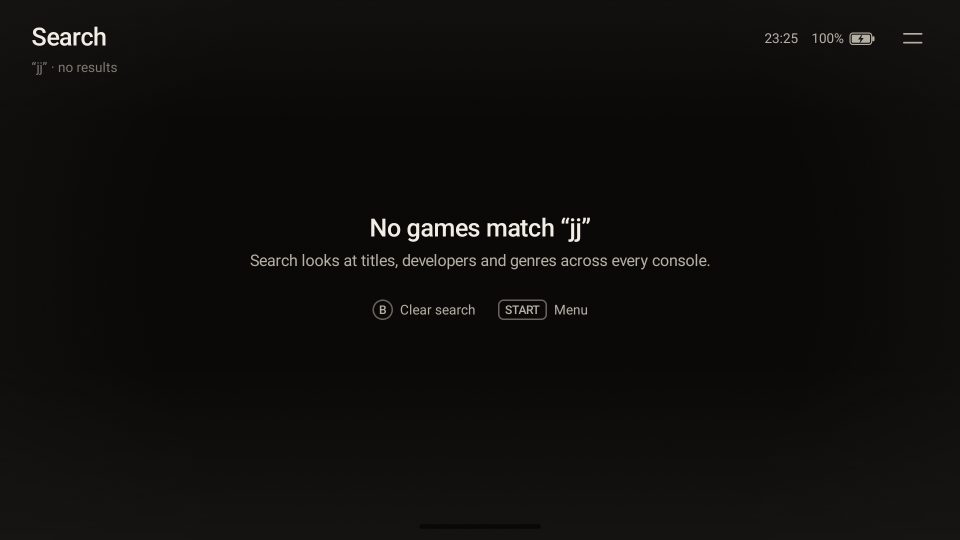 Search
23:25 100%
“jj” · no results
No games match “jj”
Search looks at titles, developers and genres across every console.
B Clear search START Menu